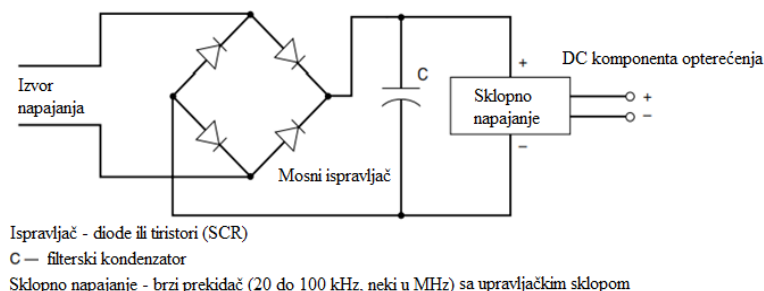 Izvor
napajanja
C
+
DC komponenta opterećenja
Sklopno
napajanje
+
−
−
Mosni ispravljač
Ispravljač - diode ili tiristori (SCR)
C — filterski kondenzator
Sklopno napajanje - brzi prekidač (20 do 100 kHz, neki u MHz) sa upravljačkim sklopom